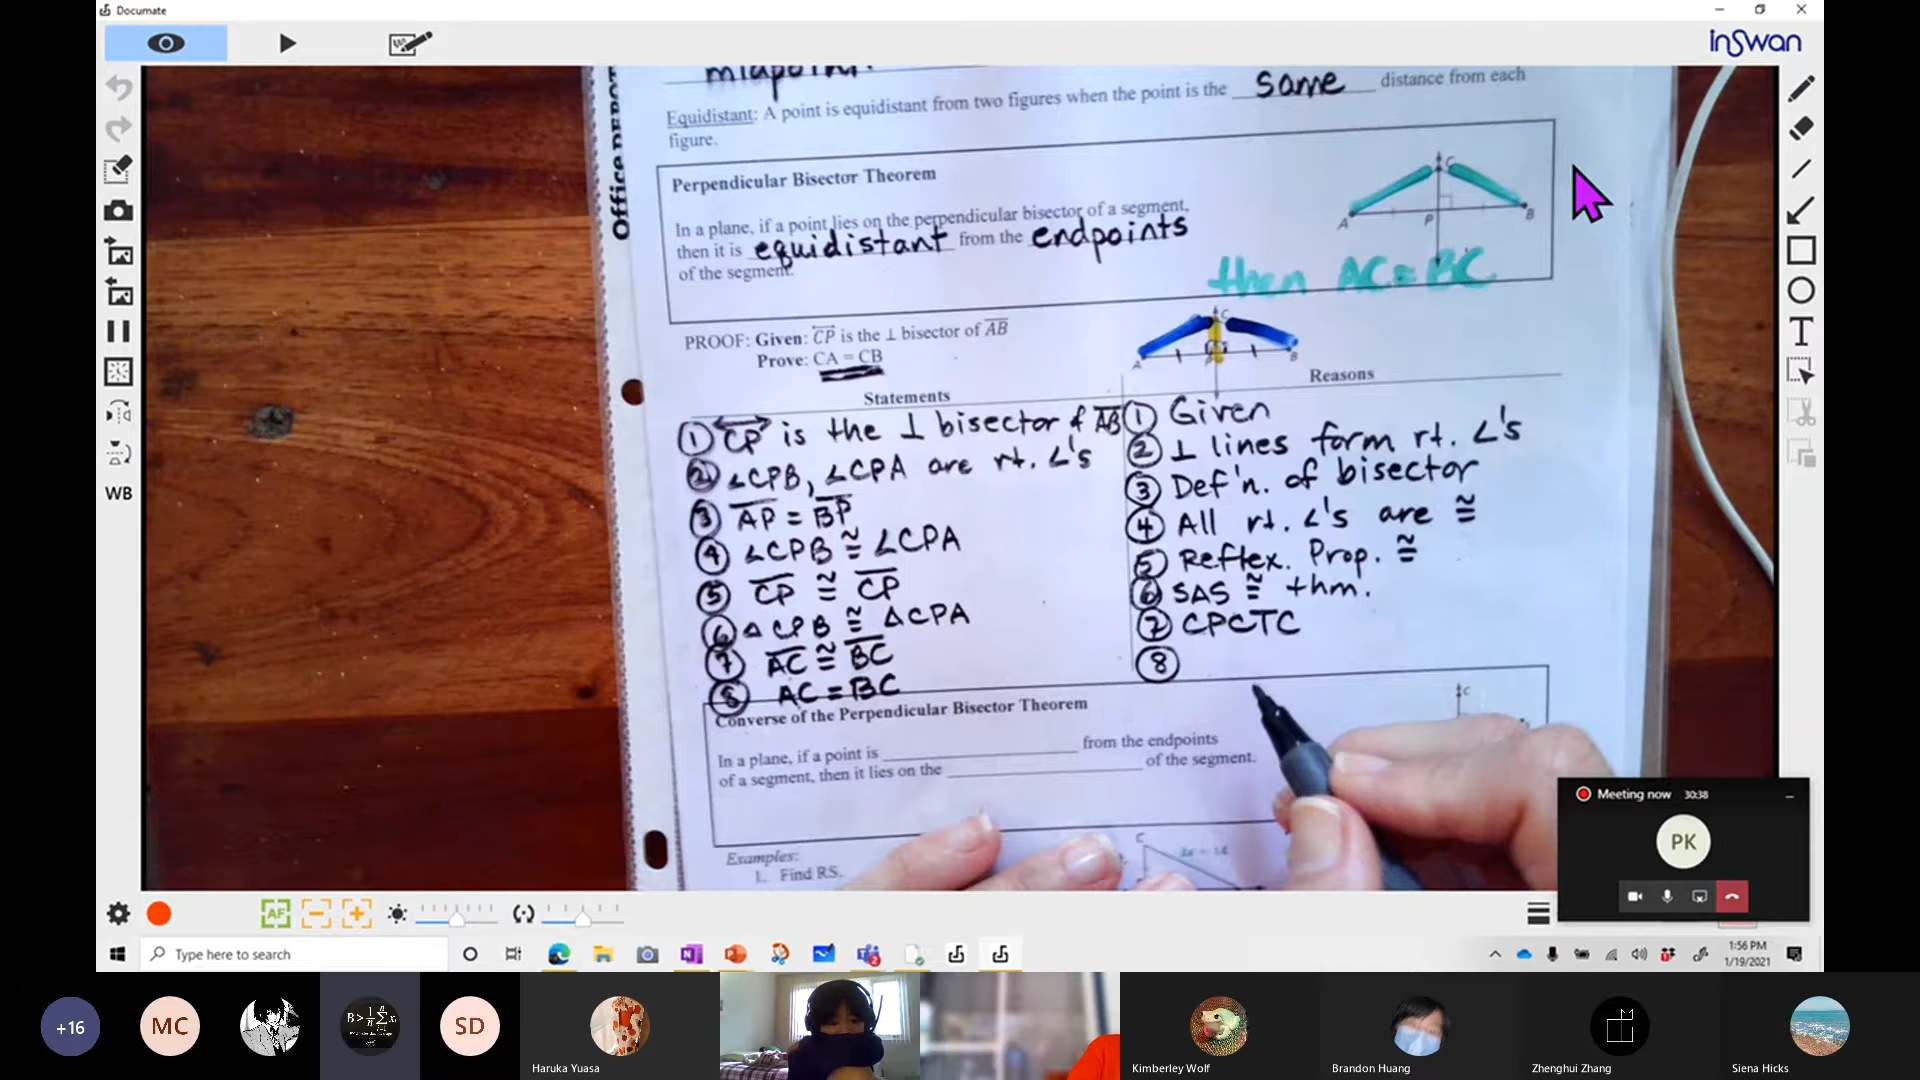 Documate
inSwan
midpoint.
Equidistant: A point is equidistant from two figures when the point is the same distance from each
figure.
Office DEPOT
Perpendicular Bisector Theorem
In a plane, if a point lies on the perpendicular bisector of a segment,
then it is equidistant from the endpoints
of the segment.
C
A
P
B
then AC = BC
PROOF: Given: CP is the ⊥ bisector of AB
Prove: CA = CB
C
A
P
B
Statements
Reasons
① CP is the ⊥ bisector of AB
① Given
② ∠CPB, ∠CPA are rt. ∠'s
② ⊥ lines form rt. ∠'s
③ AP = BP
③ Def'n. of bisector
④ ∠CPB ≅ ∠CPA
④ All rt. ∠'s are ≅
⑤ CP ≅ CP
⑤ Reflex. Prop. ≅
⑥ △CPB ≅ △CPA
⑥ SAS ≅ thm.
⑦ AC ≅ BC
⑦ CPCTC
⑧ AC = BC
⑧
Converse of the Perpendicular Bisector Theorem
C
In a plane, if a point is ____ from the endpoints
of a segment, then it lies on the ____ of the segment.
Examples:
1. Find RS.
C
WB
T
AF
Meeting now 30:38
PK
Type here to search
1:56 PM
1/19/2021
+16
MC
SD
Haruka Yuasa
Kimberley Wolf
Brandon Huang
Zhenghui Zhang
Siena Hicks